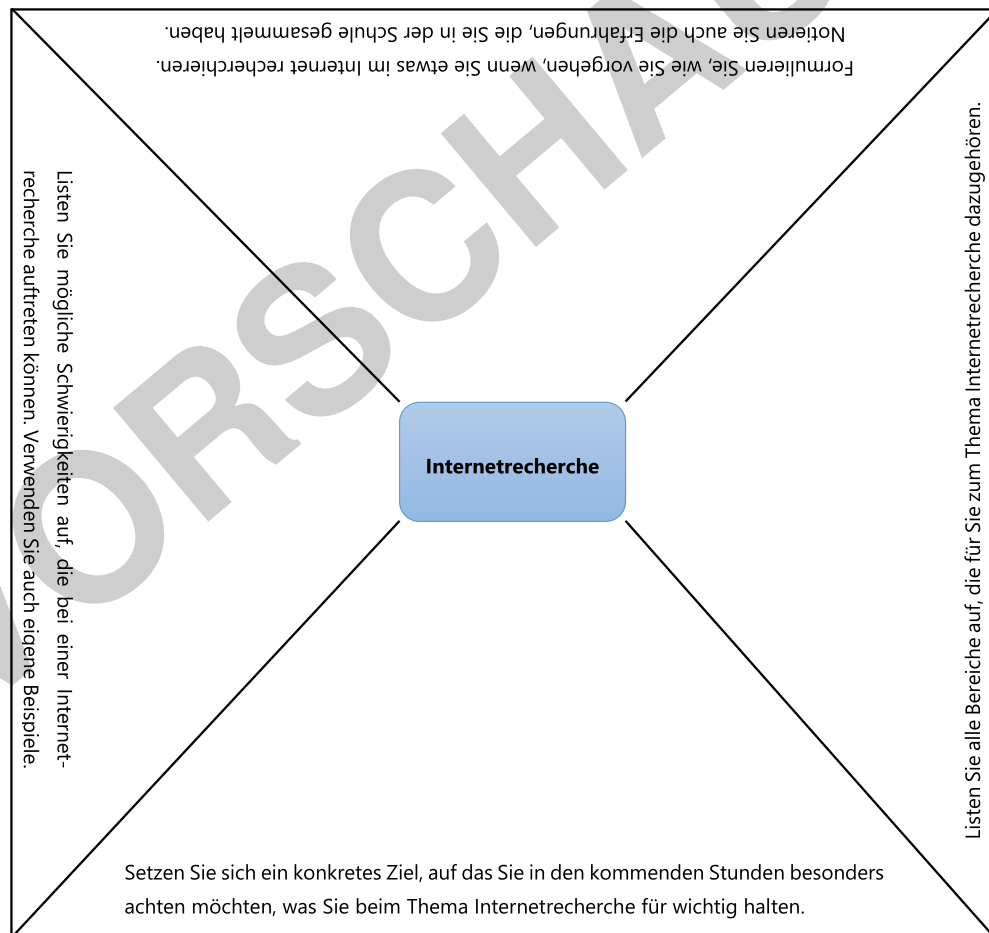 Formulieren, Sie, wie Sie vorgehen, wenn Sie etwas im Internet recherchieren.
Notieren Sie auch die Erfahrungen, die Sie in der Schule gesammelt haben.
Listen Sie mögliche Schwierigkeiten auf, die bei einer Internet-
recherche auftreten können. Verwenden Sie auch eigene Beispiele.
Internetrecherche
Listen Sie alle Bereiche auf, die für Sie zum Thema Internetrecherche dazugehören.
Setzen Sie sich ein konkretes Ziel, auf das Sie in den kommenden Stunden besonders
achten möchten, was Sie beim Thema Internetrecherche für wichtig halten.
VORSCHAU